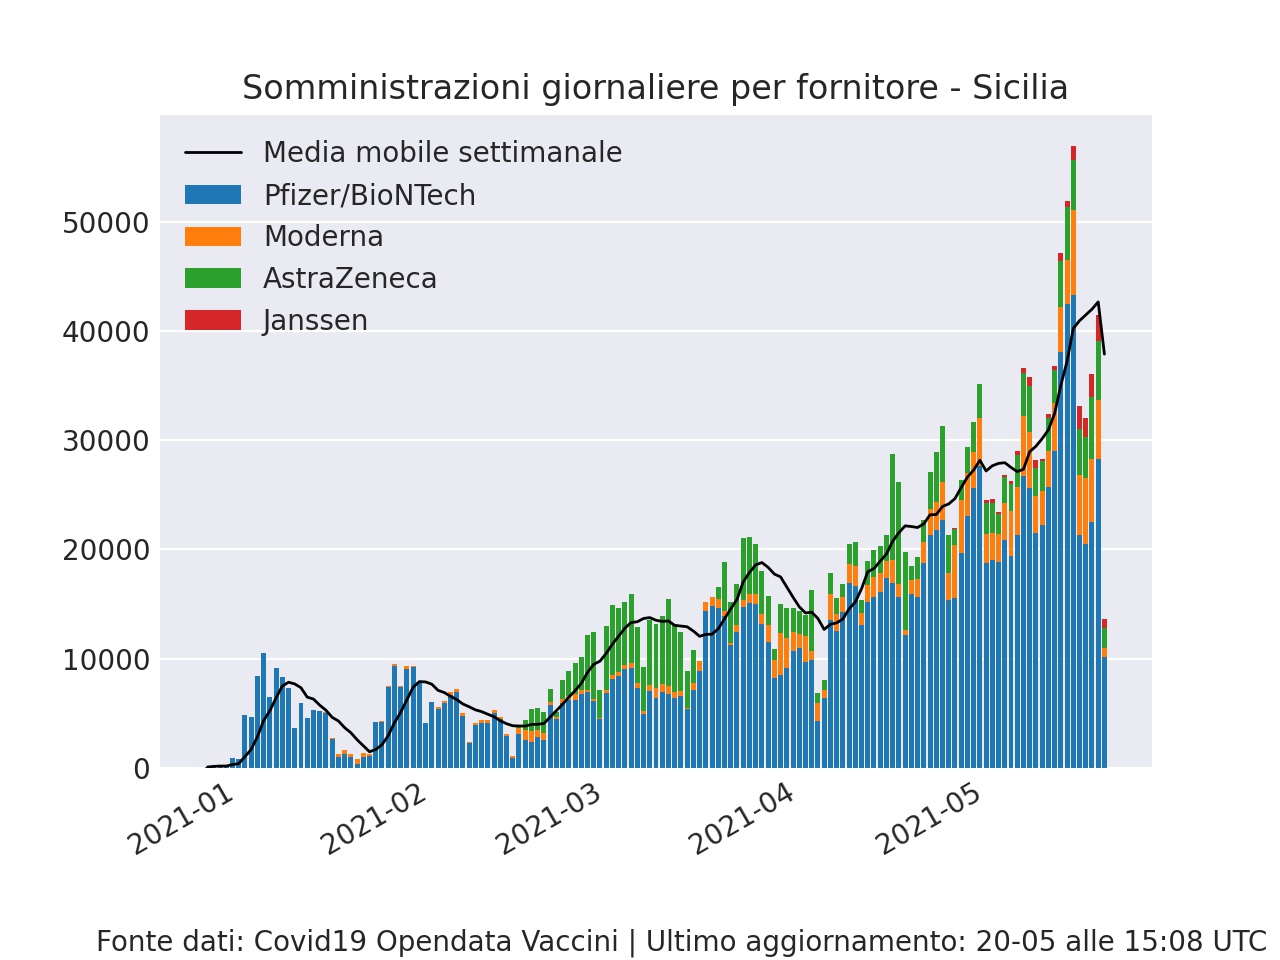 Somministrazioni giornaliere per fornitore - Sicilia
Media mobile settimanale
Pfizer/BioNTech
Moderna
AstraZeneca
Janssen
50000
40000
30000
20000
10000
0
2021-01
2021-02
2021-03
2021-04
2021-05
Fonte dati: Covid19 Opendata Vaccini | Ultimo aggiornamento: 20-05 alle 15:08 UTC